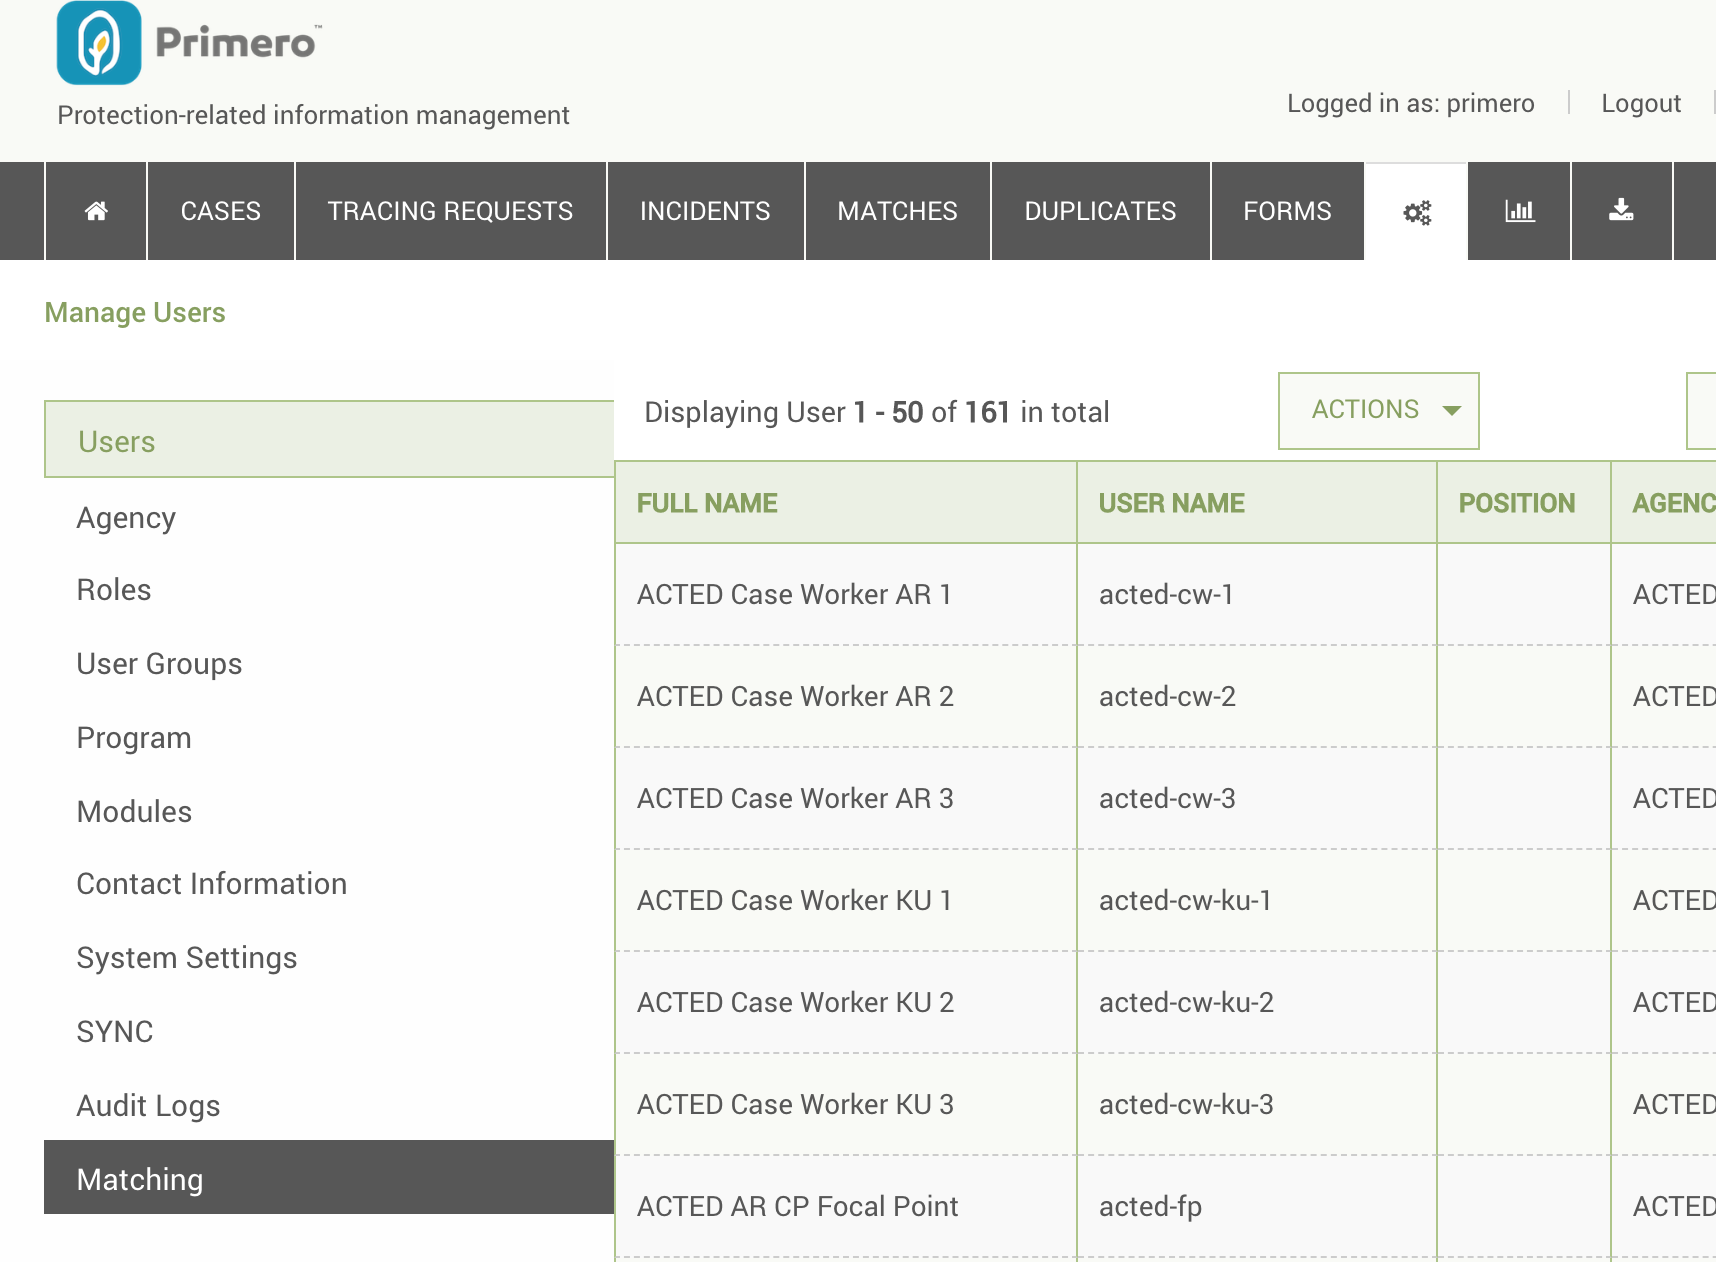 Primero™
Protection-related information management
Logged in as: primero
Logout
CASES
TRACING REQUESTS
INCIDENTS
MATCHES
DUPLICATES
FORMS
Manage Users
Users
Agency
Roles
User Groups
Program
Modules
Contact Information
System Settings
SYNC
Audit Logs
Matching
Displaying User 1 - 50 of 161 in total
ACTIONS
FULL NAME USER NAME POSITION AGENC
ACTED Case Worker AR 1 acted-cw-1 ACTED
ACTED Case Worker AR 2 acted-cw-2 ACTED
ACTED Case Worker AR 3 acted-cw-3 ACTED
ACTED Case Worker KU 1 acted-cw-ku-1 ACTED
ACTED Case Worker KU 2 acted-cw-ku-2 ACTED
ACTED Case Worker KU 3 acted-cw-ku-3 ACTED
ACTED AR CP Focal Point acted-fp ACTED